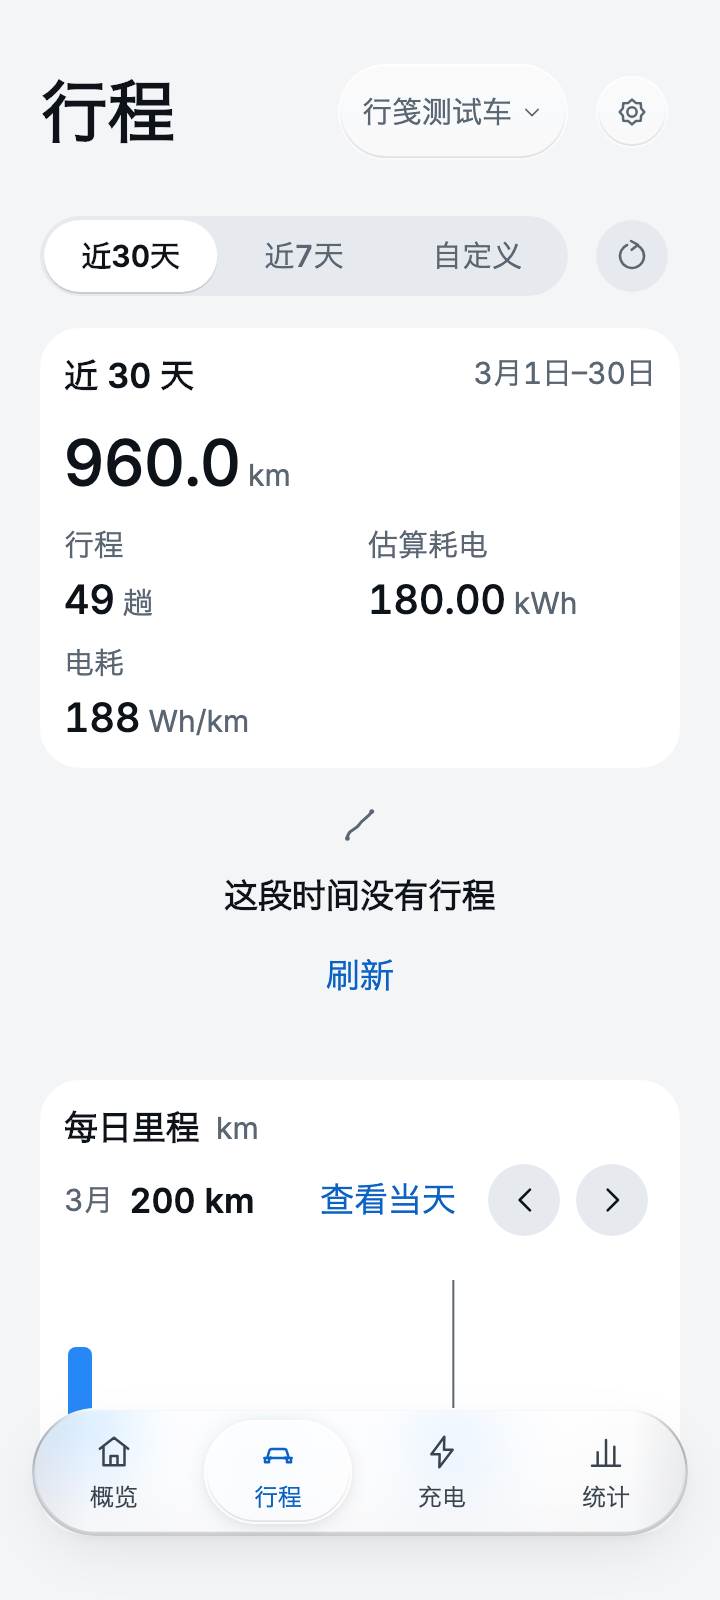 行程
行笺测试车
近30天 近7天 自定义
近 30 天 3月1日–30日
960.0 km
行程 估算耗电
49 趟 180.00 kWh
电耗
188 Wh/km
这段时间没有行程
刷新
每日里程 km
3月 200 km 查看当天
概览 行程 充电 统计